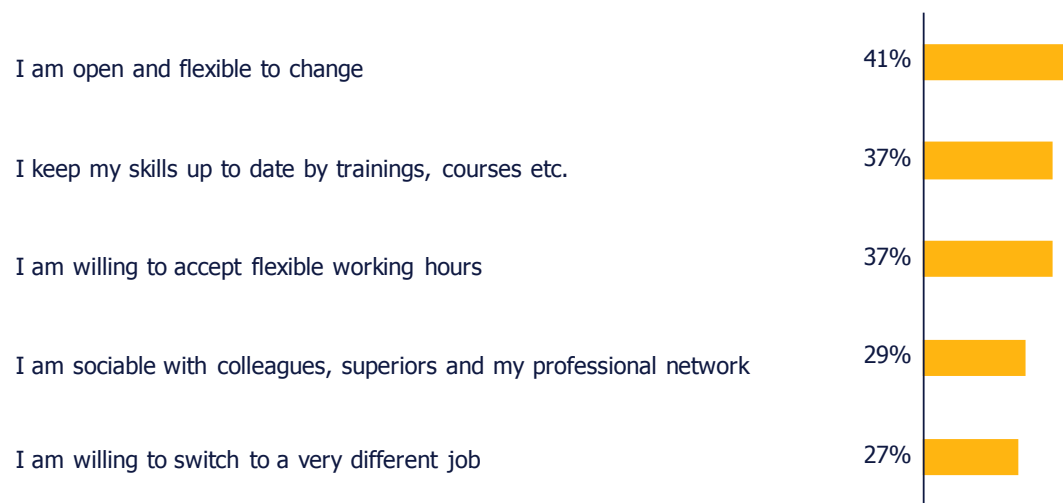 I am open and flexible to change 41%
I keep my skills up to date by trainings, courses etc. 37%
I am willing to accept flexible working hours 37%
I am sociable with colleagues, superiors and my professional network 29%
I am willing to switch to a very different job 27%